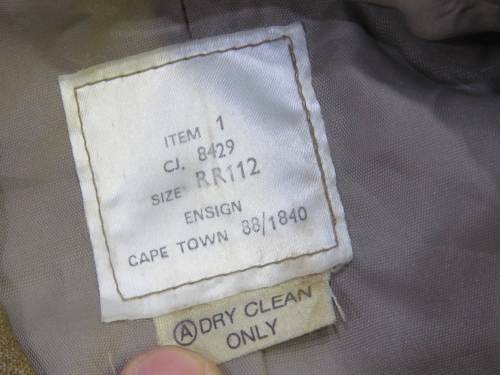 ITEM 1
CJ. 8429
SIZE RR112
ENSIGN
CAPE TOWN 88/1840
Ⓐ DRY CLEAN
ONLY